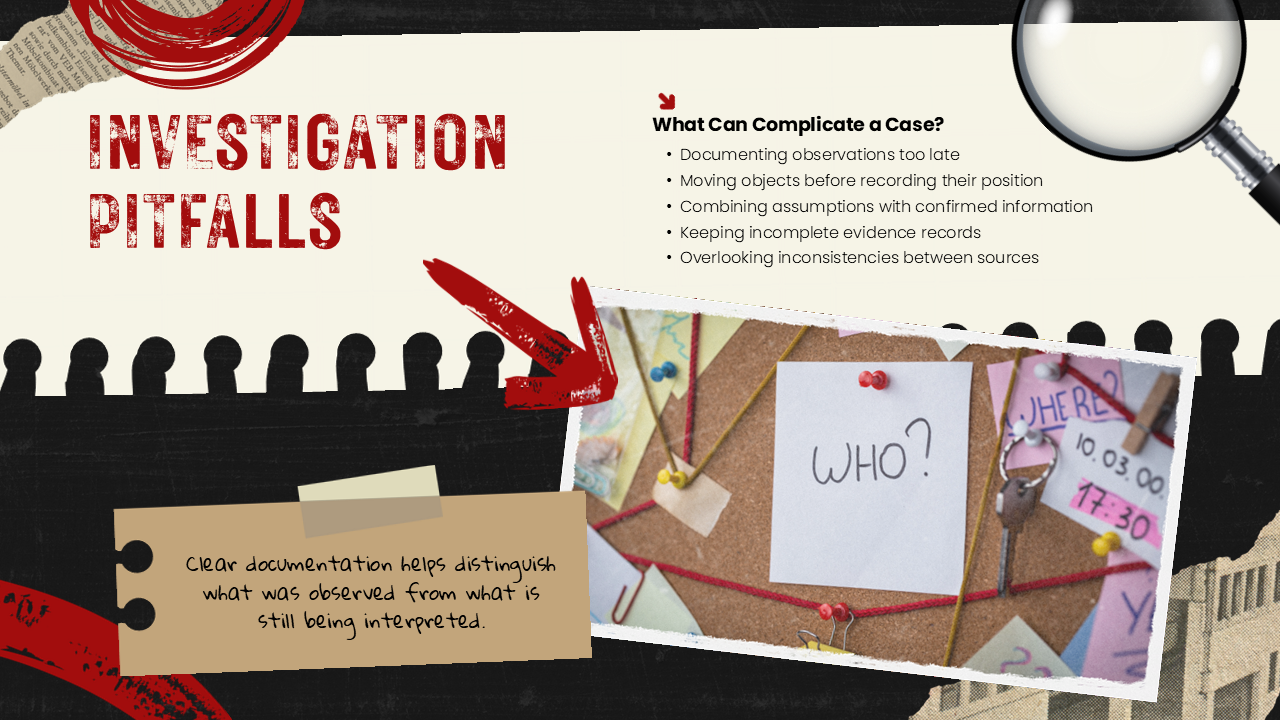 INVESTIGATION
PITFALLS
What Can Complicate a Case?
• Documenting observations too late
• Moving objects before recording their position
• Combining assumptions with confirmed information
• Keeping incomplete evidence records
• Overlooking inconsistencies between sources
WHO?
WHERE?
10. 03. 00.
17:30
Clear documentation helps distinguish
what was observed from what is
still being interpreted.